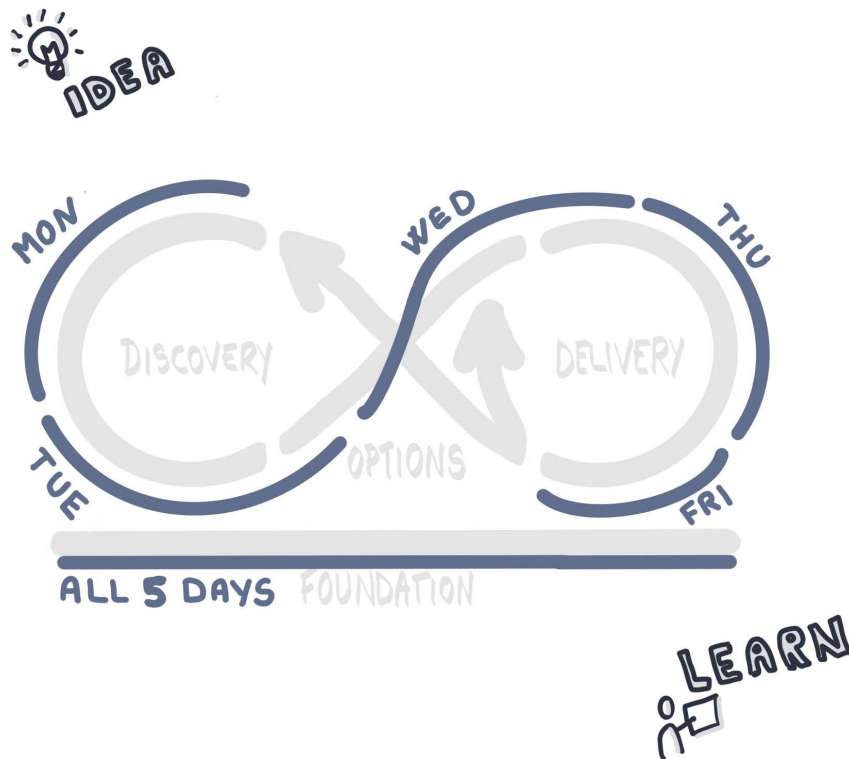 IDEA
MON
WED
THU
DISCOVERY
DELIVERY
TUE
OPTIONS
FRI
ALL 5 DAYS
FOUNDATION
LEARN